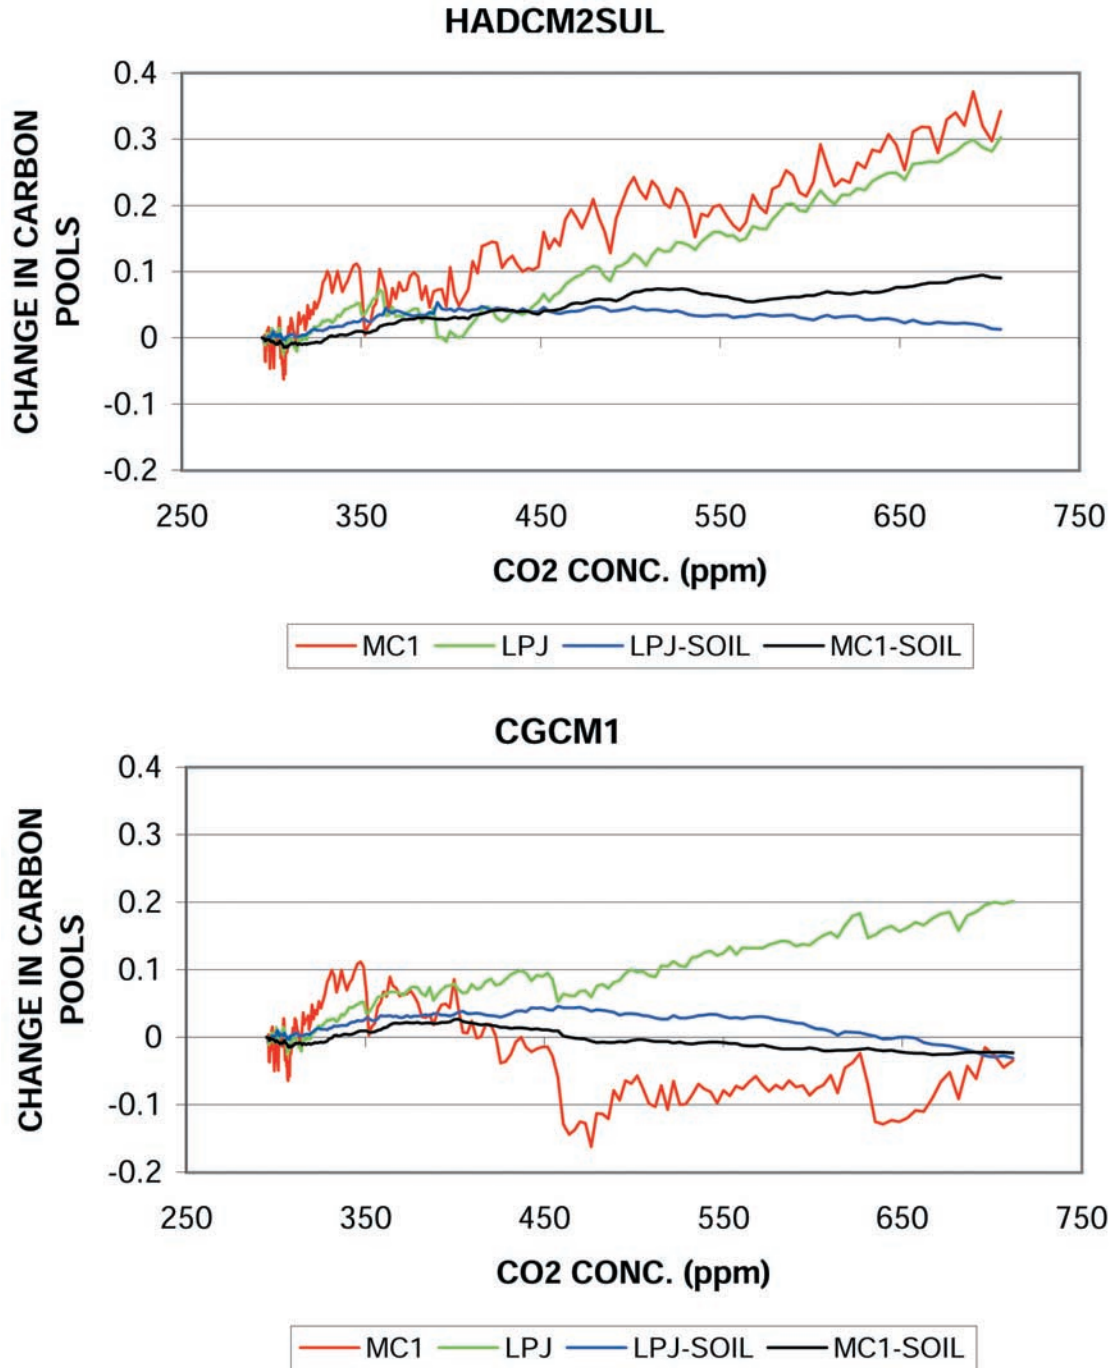 HADCM2SUL
CHANGE IN CARBON
POOLS
0.4
0.3
0.2
0.1
0
-0.1
-0.2
250 350 450 550 650 750
CO2 CONC. (ppm)
MC1 LPJ LPJ-SOIL MC1-SOIL
CGCM1
CHANGE IN CARBON
POOLS
0.4
0.3
0.2
0.1
0
-0.1
-0.2
250 350 450 550 650 750
CO2 CONC. (ppm)
MC1 LPJ LPJ-SOIL MC1-SOIL